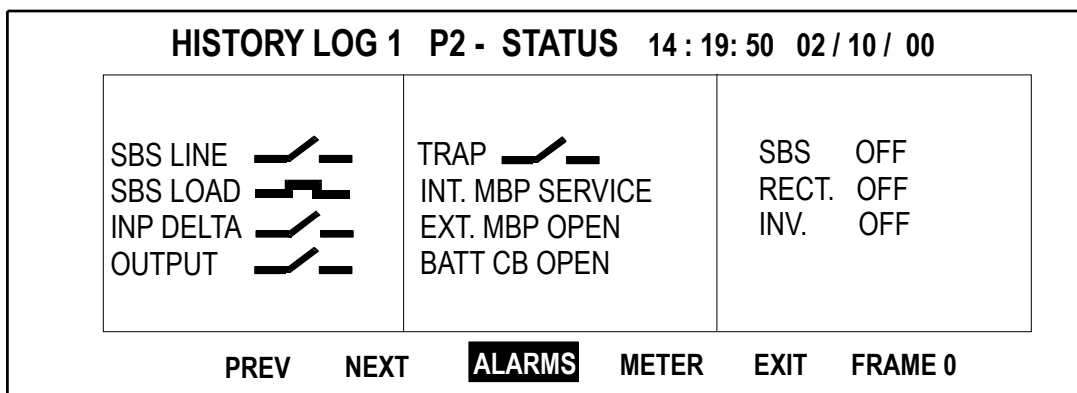 HISTORY LOG 1 P2 - STATUS 14 : 19: 50 02 / 10 / 00
SBS LINE
SBS LOAD
INP DELTA
OUTPUT
TRAP
INT. MBP SERVICE
EXT. MBP OPEN
BATT CB OPEN
SBS OFF
RECT. OFF
INV. OFF
PREV NEXT ALARMS METER EXIT FRAME 0